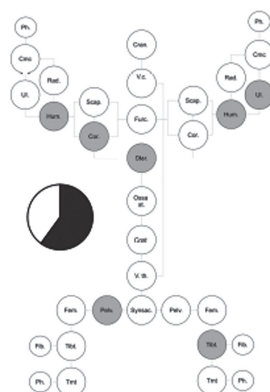 Ph.
Cran.
Ph.
Cmc
Cmc
Rad.
V.c.
Rad.
Ul.
Scap.
Scap.
Ul.
Hum.
Furc.
Hum.
Cor.
Cor.
Ster.
Ossa
st.
Cost
V. th.
Fem.
Pelv.
Synsac.
Pelv.
Fem.
Fib.
Tibt.
Tibt.
Fib.
Ph.
Tmt
Tmt
Ph.